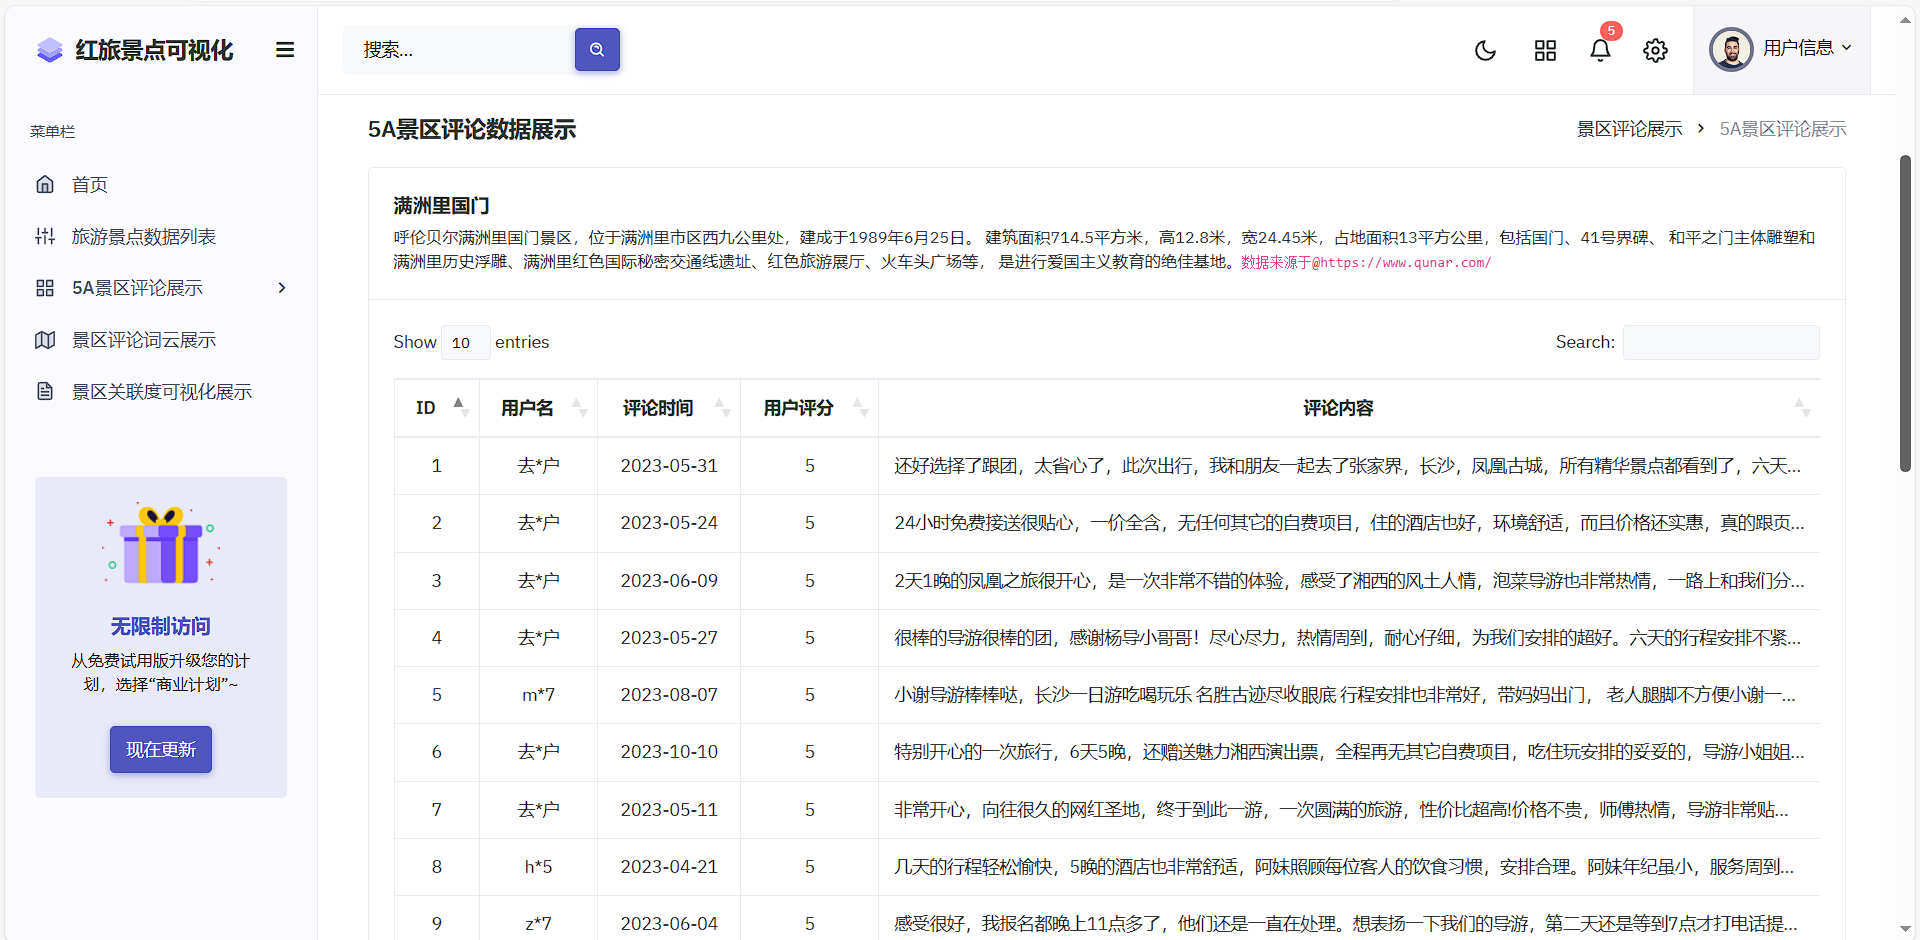 红旅景点可视化
搜索...
5
用户信息
菜单栏
首页
旅游景点数据列表
5A景区评论展示
景区评论词云展示
景区关联度可视化展示
无限制访问
从免费试用版升级您的计
划，选择“商业计划”~
现在更新
5A景区评论数据展示
景区评论展示 > 5A景区评论展示
满洲里国门
呼伦贝尔满洲里国门景区，位于满洲里市区西九公里处，建成于1989年6月25日。 建筑面积714.5平方米，高12.8米，宽24.45米，占地面积13平方公里，包括国门、41号界碑、 和平之门主体雕塑和
满洲里历史浮雕、满洲里红色国际秘密交通线遗址、红色旅游展厅、火车头广场等， 是进行爱国主义教育的绝佳基地。数据来源于@https://www.qunar.com/
Show 10 entries Search:
ID 用户名 评论时间 用户评分 评论内容
1 去*户 2023-05-31 5 还好选择了跟团，太省心了，此次出行，我和朋友一起去了张家界，长沙，凤凰古城，所有精华景点都看到了，六天...
2 去*户 2023-05-24 5 24小时免费接送很贴心，一价全含，无任何其它的自费项目，住的酒店也好，环境舒适，而且价格还实惠，真的跟页...
3 去*户 2023-06-09 5 2天1晚的凤凰之旅很开心，是一次非常不错的体验，感受了湘西的风土人情，泡菜导游也非常热情，一路上和我们分...
4 去*户 2023-05-27 5 很棒的导游很棒的团，感谢杨导小哥哥！尽心尽力，热情周到，耐心仔细，为我们安排的超好。六天的行程安排不紧...
5 m*7 2023-08-07 5 小谢导游棒棒哒，长沙一日游吃喝玩乐 名胜古迹尽收眼底 行程安排也非常好，带妈妈出门， 老人腿脚不方便小谢一...
6 去*户 2023-10-10 5 特别开心的一次旅行，6天5晚，还赠送魅力湘西演出票，全程再无其它自费项目，吃住玩安排的妥妥的，导游小姐姐...
7 去*户 2023-05-11 5 非常开心，向往很久的网红圣地，终于到此一游，一次圆满的旅游，性价比超高!价格不贵，师傅热情，导游非常贴...
8 h*5 2023-04-21 5 几天的行程轻松愉快，5晚的酒店也非常舒适，阿妹照顾每位客人的饮食习惯，安排合理。阿妹年纪虽小，服务周到...
9 z*7 2023-06-04 5 感受很好，我报名都晚上11点多了，他们还是一直在处理。想表扬一下我们的导游，第二天还是等到7点才打电话提...